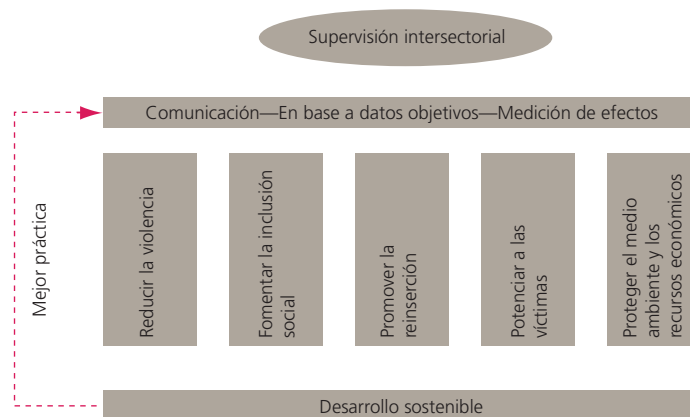 Supervisión intersectorial
Comunicación—En base a datos objetivos—Medición de efectos
Mejor práctica
Reducir la violencia
Fomentar la inclusión
social
Promover la
reinserción
Potenciar a las
víctimas
Proteger el medio
ambiente y los
recursos económicos
Desarrollo sostenible